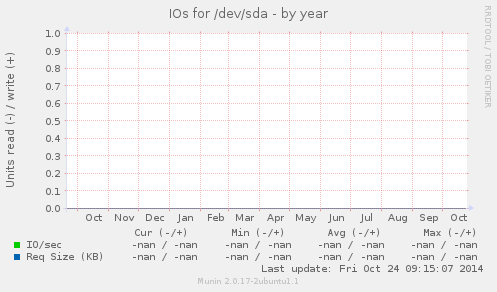 IOs for /dev/sda - by year
RRDTOOL / TOBI OETIKER
Units read (-) / write (+)
1.0
0.9
0.8
0.7
0.6
0.5
0.4
0.3
0.2
0.1
0.0
Oct Nov Dec Jan Feb Mar Apr May Jun Jul Aug Sep Oct
Cur (-/+) Min (-/+) Avg (-/+) Max (-/+)
IO/sec -nan / -nan -nan / -nan -nan / -nan -nan / -nan
Req Size (KB) -nan / -nan -nan / -nan -nan / -nan -nan / -nan
Last update: Fri Oct 24 09:15:07 2014
Munin 2.0.17-2ubuntu1.1